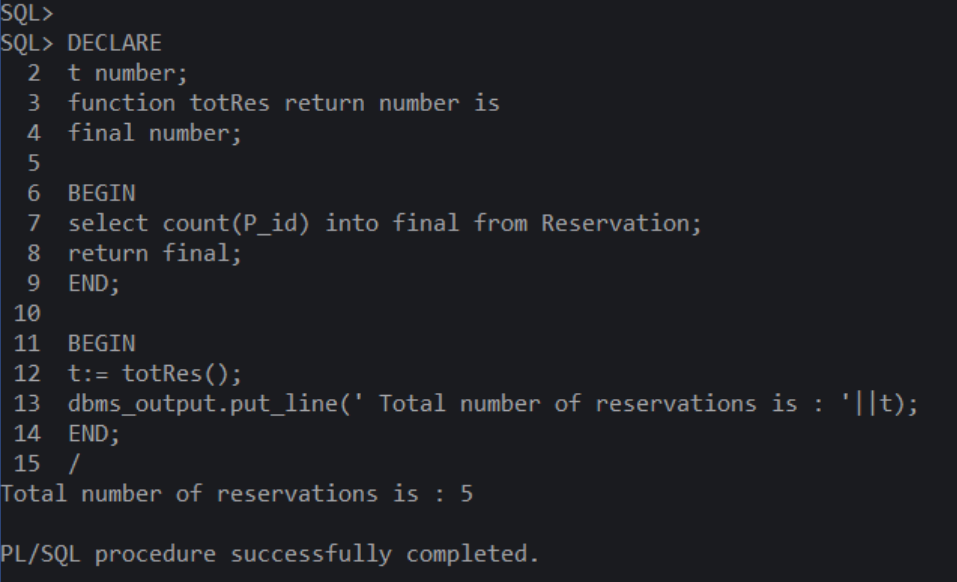 SQL>
SQL> DECLARE
  2  t number;
  3  function totRes return number is
  4  final number;
  5
  6  BEGIN
  7  select count(P_id) into final from Reservation;
  8  return final;
  9  END;
 10
 11  BEGIN
 12  t:= totRes();
 13  dbms_output.put_line(' Total number of reservations is : '||t);
 14  END;
 15  /
Total number of reservations is : 5

PL/SQL procedure successfully completed.